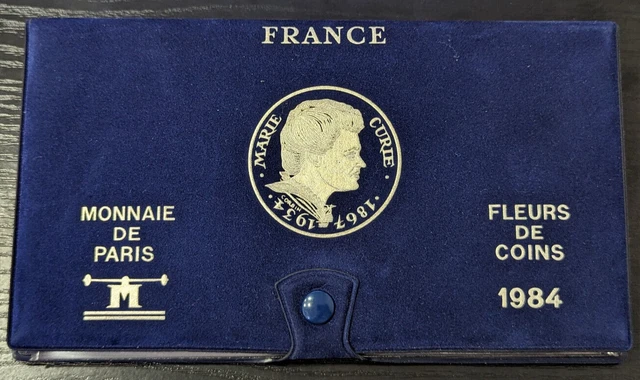 FRANCE
MARIE CURIE
1867
1934
MONNAIE
DE
PARIS
M
FLEURS
DE
COINS
1984